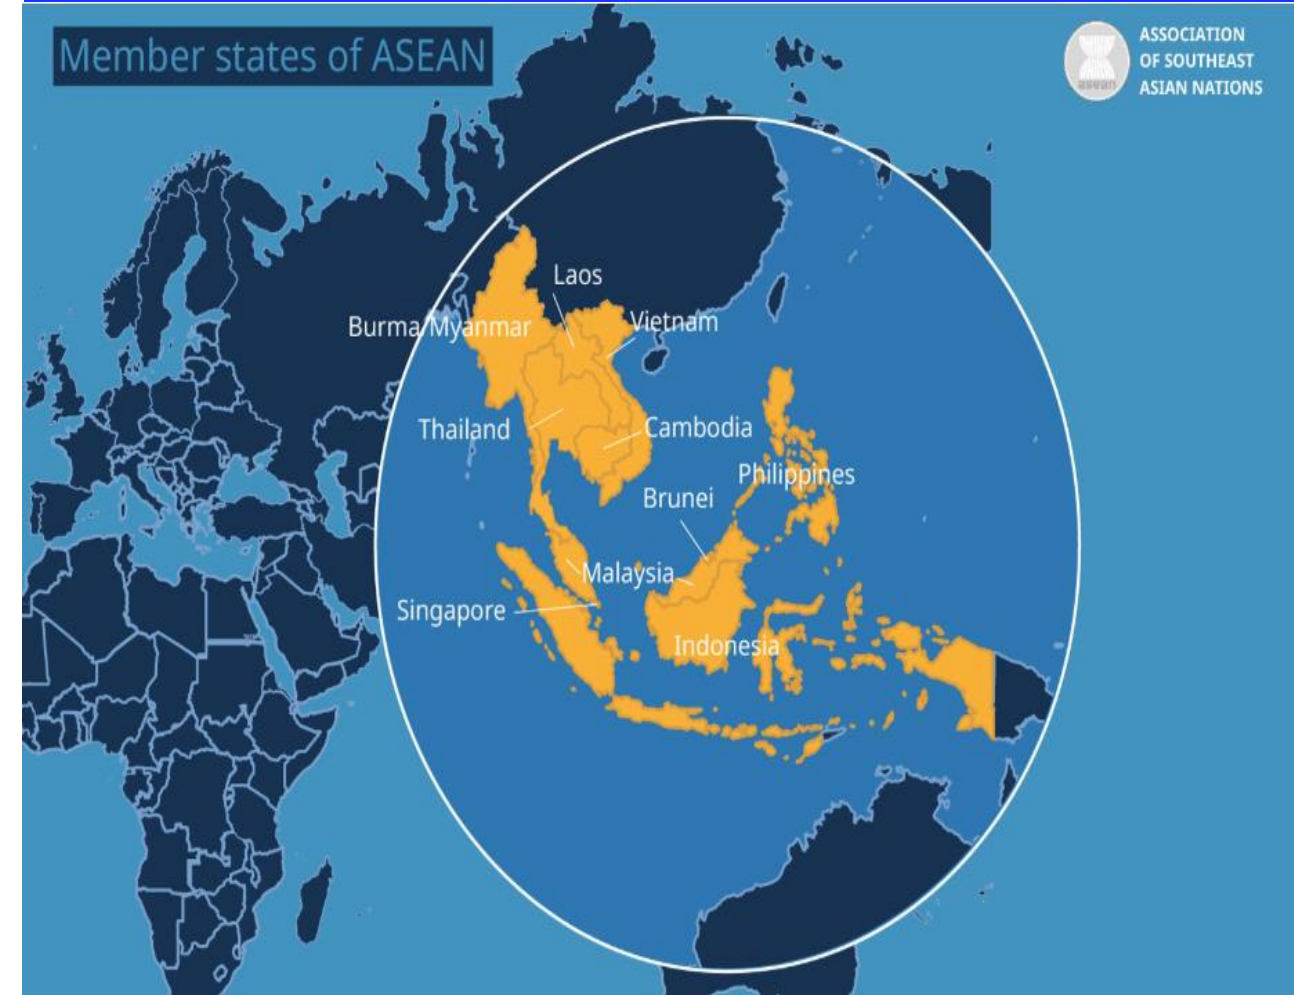 Member states of ASEAN
ASSOCIATION
OF SOUTHEAST
ASIAN NATIONS
Laos
Burma/Myanmar
Vietnam
Thailand
Cambodia
Philippines
Brunei
Malaysia
Singapore
Indonesia